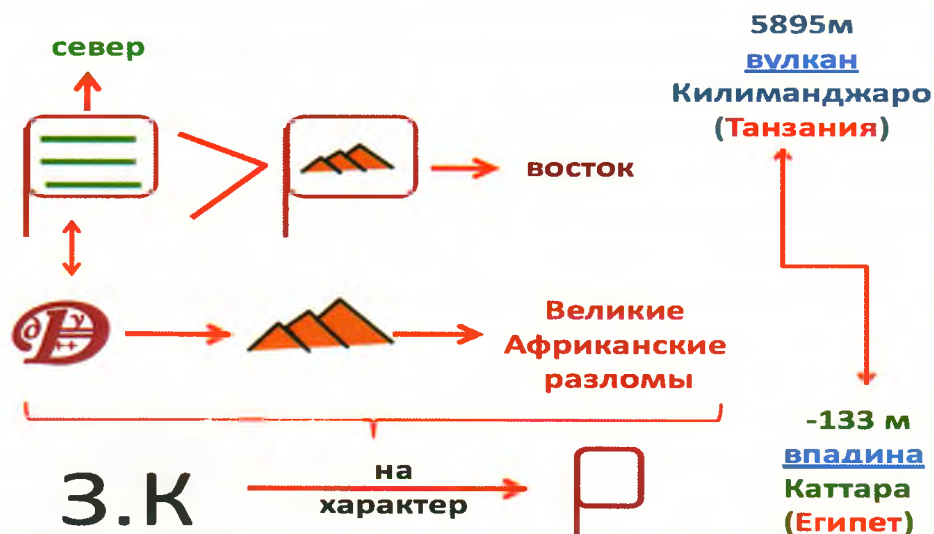 север
восток
5895м
вулкан
Килиманджаро
(Танзания)
Великие
Африканские
разломы
-133 м
впадина
Каттара
(Египет)
З.К
на
характер